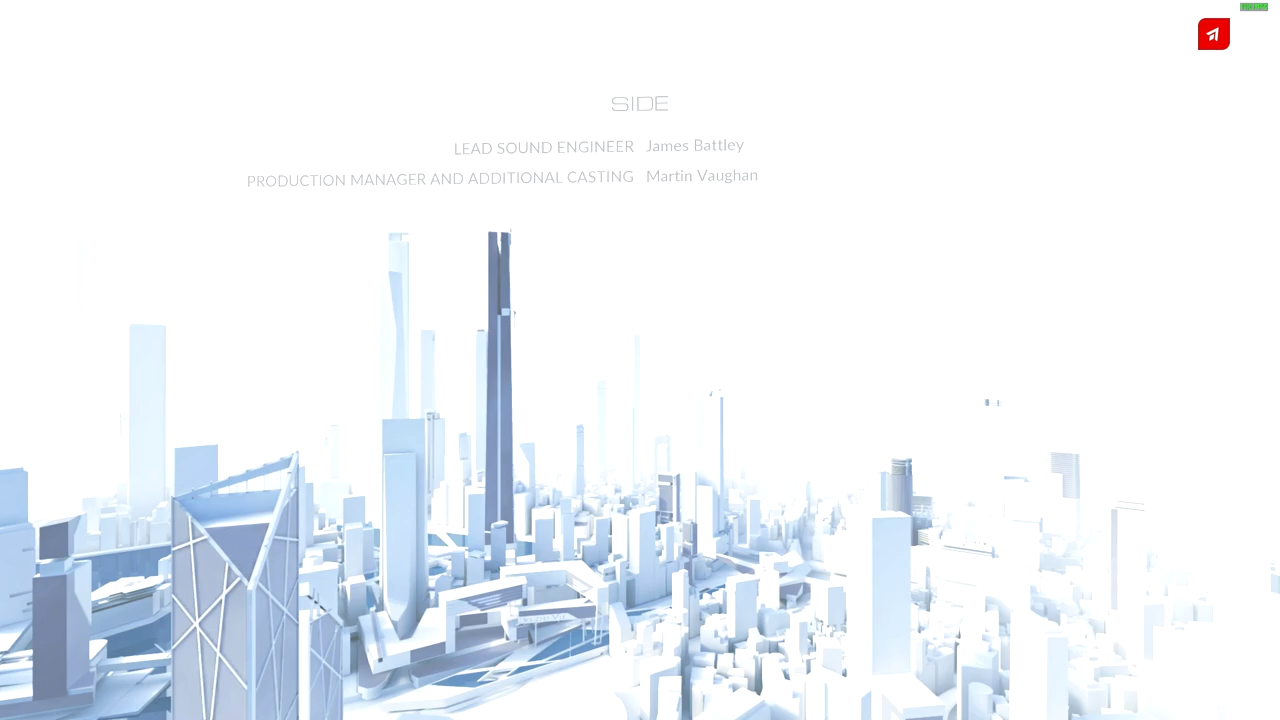 SIDE
LEAD SOUND ENGINEER James Battley
PRODUCTION MANAGER AND ADDITIONAL CASTING Martin Vaughan